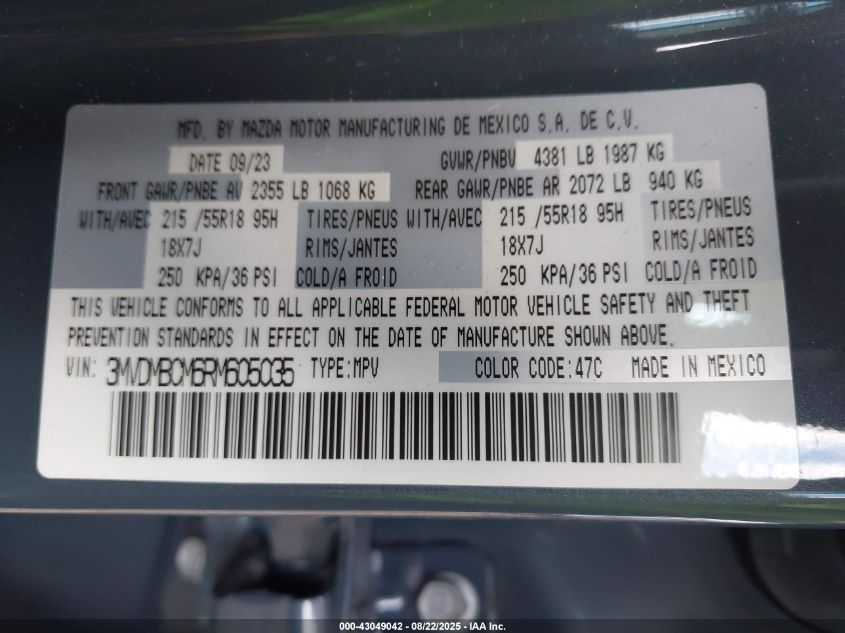 MFD. BY MAZDA MOTOR MANUFACTURING DE MEXICO S.A. DE C.V.
DATE 09/23 GVWR/PNBV 4381 LB 1987 KG
FRONT GAWR/PNBE AV 2355 LB 1068 KG REAR GAWR/PNBE AR 2072 LB 940 KG
WITH/AVEC 215 /55R18 95H TIRES/PNEUS WITH/AVEC 215 /55R18 95H TIRES/PNEUS
18X7J RIMS/JANTES 18X7J RIMS/JANTES
250 KPA/36 PSI COLD/A FROID 250 KPA/36 PSI COLD/A FROID
THIS VEHICLE CONFORMS TO ALL APPLICABLE FEDERAL MOTOR VEHICLE SAFETY AND THEFT
PREVENTION STANDARDS IN EFFECT ON THE DATE OF MANUFACTURE SHOWN ABOVE.
VIN: 3MVDMBCM6RM605035 TYPE:MPV COLOR CODE:47C MADE IN MEXICO
000-43049042 - 08/22/2025 - IAA Inc.